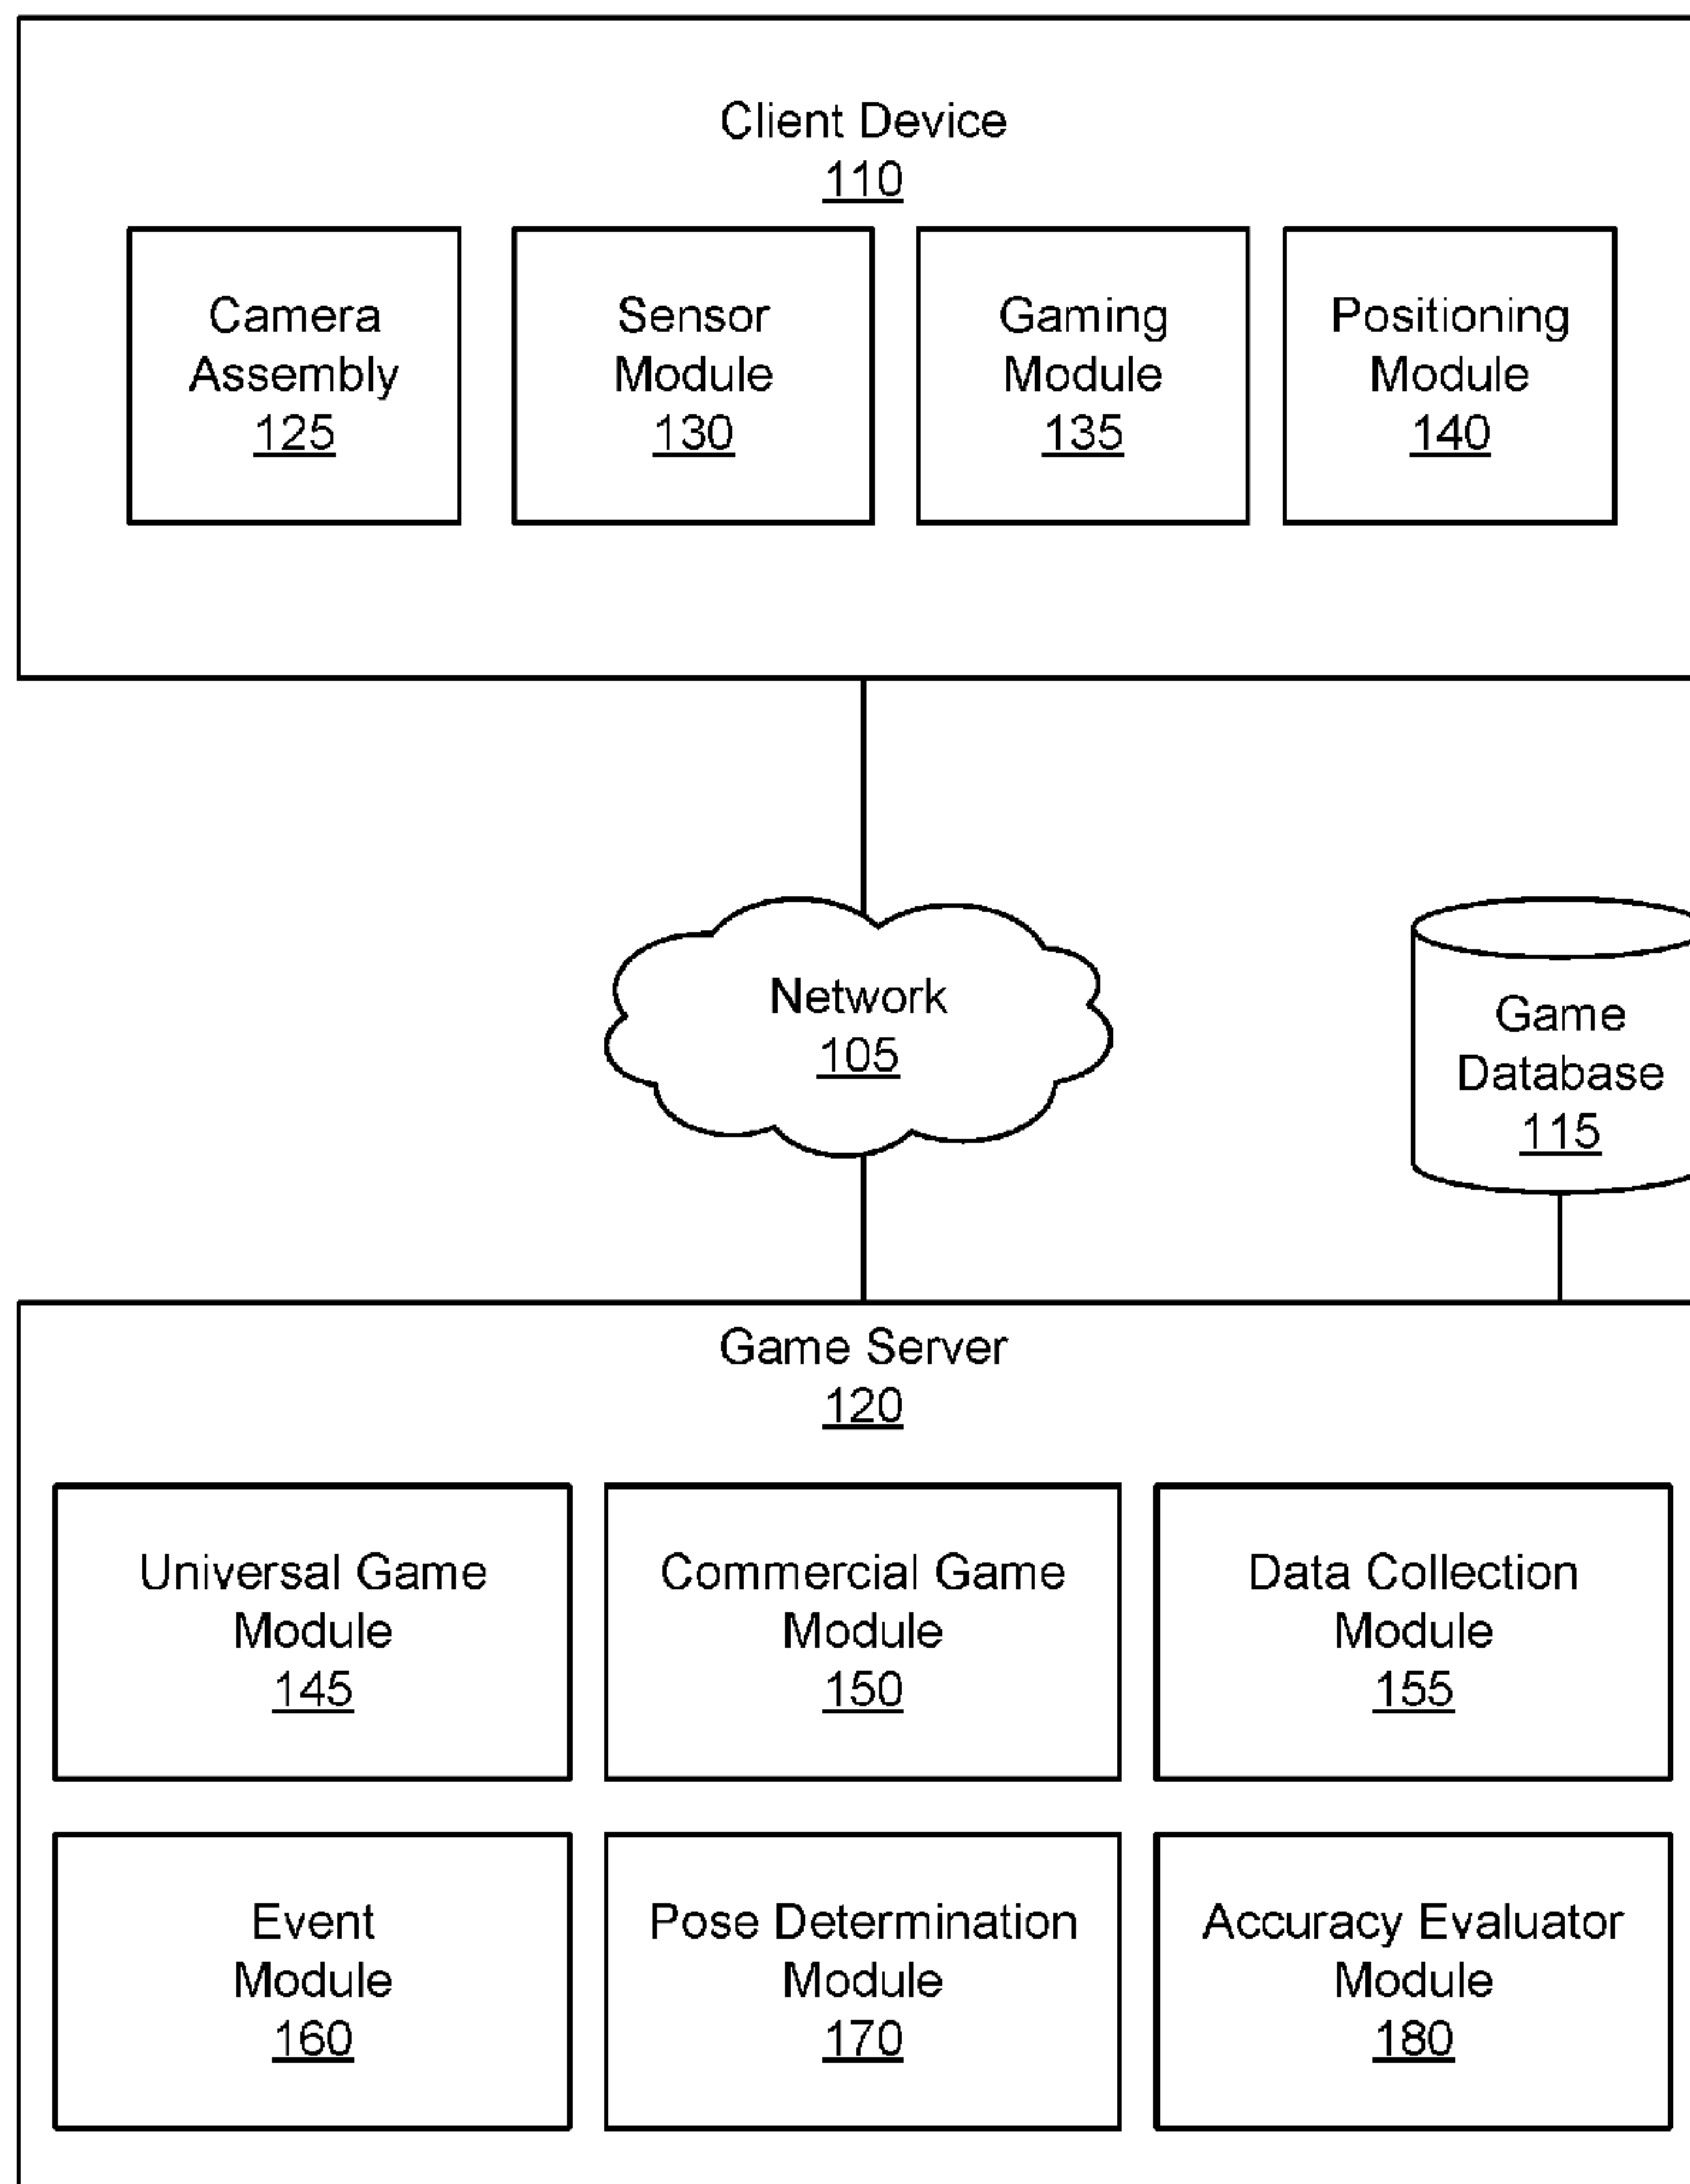 Client Device
110
Camera
Assembly
125
Sensor
Module
130
Gaming
Module
135
Positioning
Module
140
Network
105
Game
Database
115
Game Server
120
Universal Game
Module
145
Commercial Game
Module
150
Data Collection
Module
155
Event
Module
160
Pose Determination
Module
170
Accuracy Evaluator
Module
180